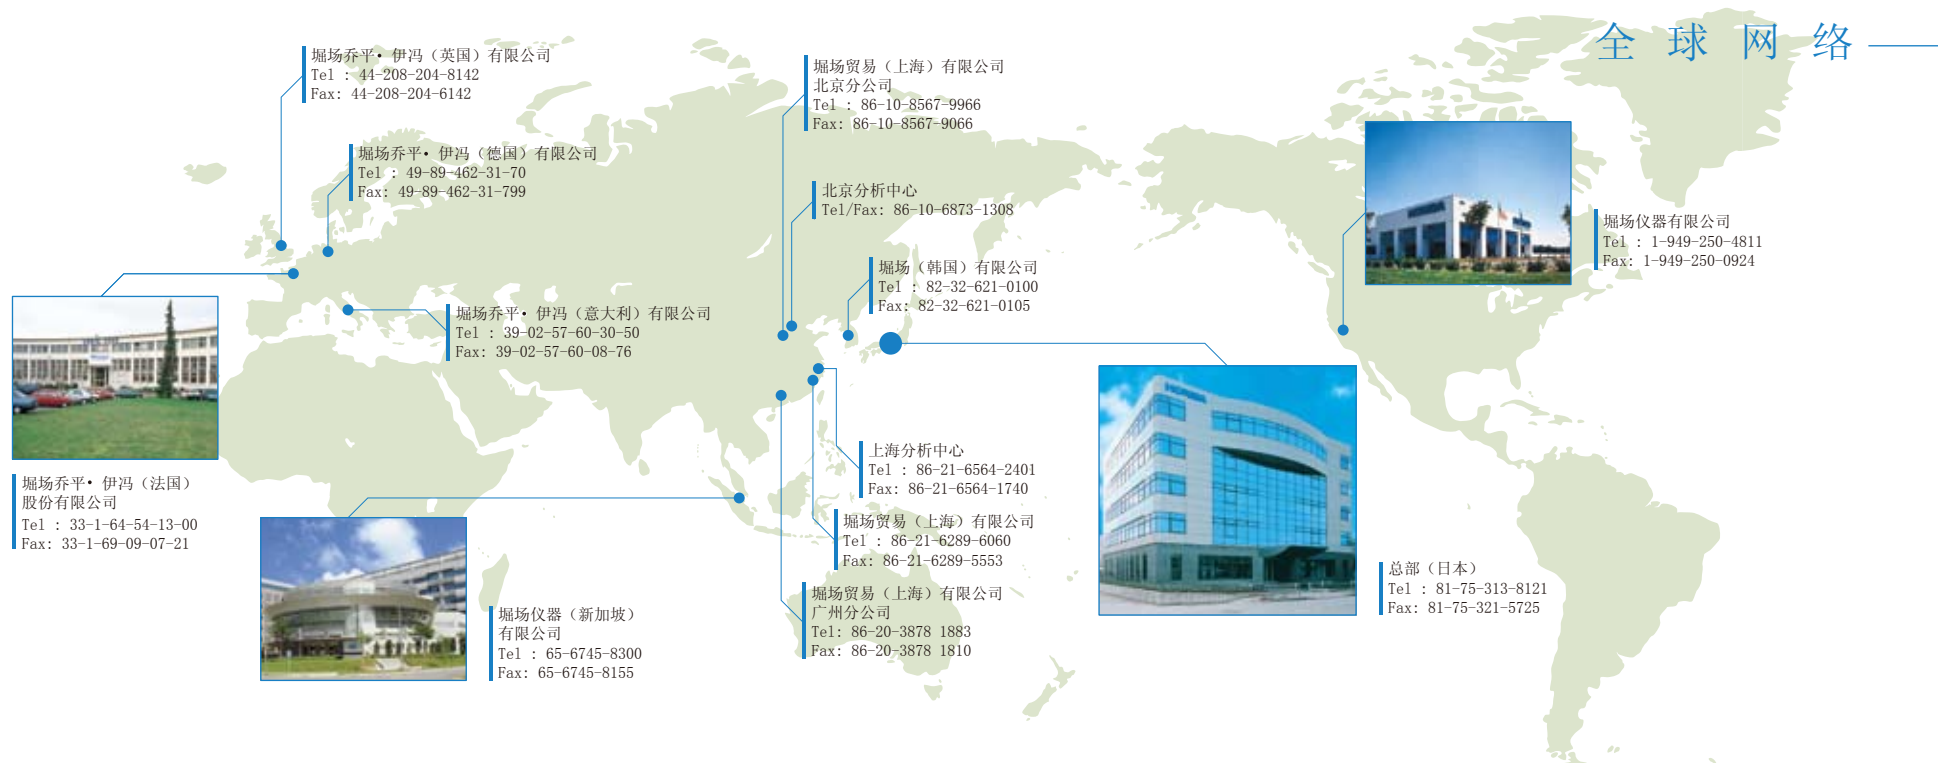 全球网络
堀场乔平•伊冯（英国）有限公司
Tel : 44-208-204-8142
Fax: 44-208-204-6142
堀场乔平•伊冯（德国）有限公司
Tel : 49-89-462-31-70
Fax: 49-89-462-31-799
堀场贸易（上海）有限公司
北京分公司
Tel : 86-10-8567-9966
Fax: 86-10-8567-9066
北京分析中心
Tel/Fax: 86-10-6873-1308
堀场（韩国）有限公司
Tel : 82-32-621-0100
Fax: 82-32-621-0105
堀场仪器有限公司
Tel : 1-949-250-4811
Fax: 1-949-250-0924
堀场乔平•伊冯（意大利）有限公司
Tel : 39-02-57-60-30-50
Fax: 39-02-57-60-08-76
堀场乔平•伊冯（法国）
股份有限公司
Tel : 33-1-64-54-13-00
Fax: 33-1-69-09-07-21
上海分析中心
Tel : 86-21-6564-2401
Fax: 86-21-6564-1740
堀场贸易（上海）有限公司
Tel : 86-21-6289-6060
Fax: 86-21-6289-5553
堀场贸易（上海）有限公司
广州分公司
Tel: 86-20-3878 1883
Fax: 86-20-3878 1810
堀场仪器（新加坡）
有限公司
Tel : 65-6745-8300
Fax: 65-6745-8155
总部（日本）
Tel : 81-75-313-8121
Fax: 81-75-321-5725
HORIBA
HORIBA